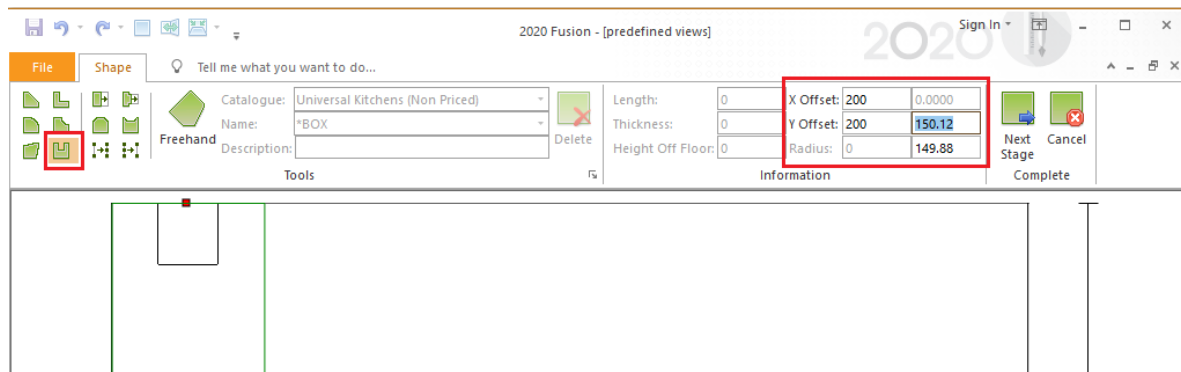 2020 Fusion - [predefined views]
2020
Sign In
File
Shape
Tell me what you want to do...
Freehand
Catalogue: Universal Kitchens (Non Priced)
Name: *BOX
Description:
Delete
Tools
Length: 0
Thickness: 0
Height Off Floor: 0
X Offset: 200 0.0000
Y Offset: 200 150.12
Radius: 0 149.88
Information
Next
Stage
Cancel
Complete